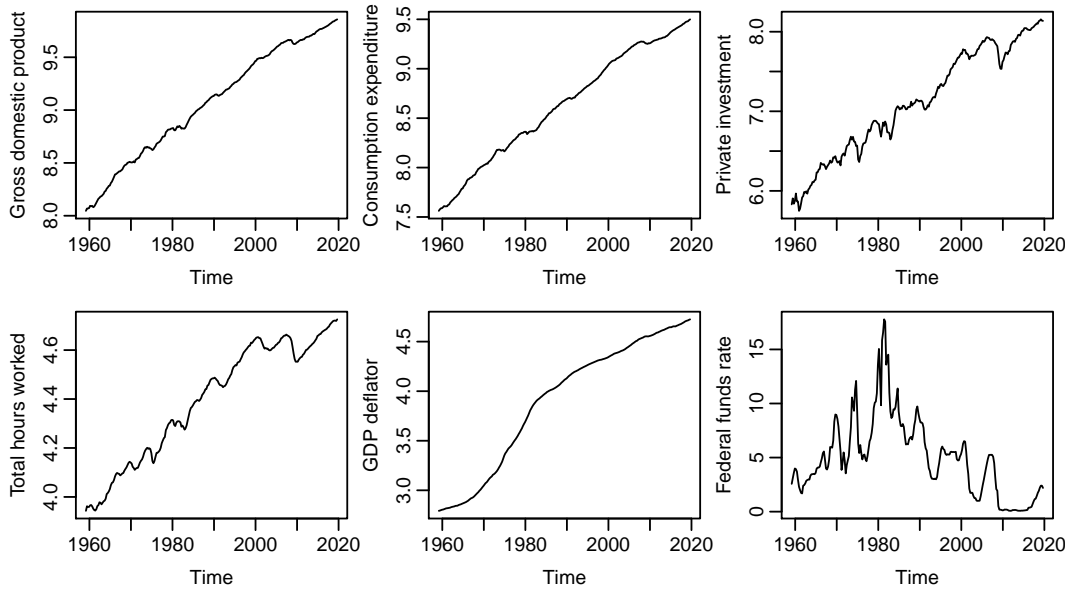 Gross domestic product
8.0 8.5 9.0 9.5
1960 1980 2000 2020
Time
Consumption expenditure
7.5 8.0 8.5 9.0 9.5
1960 1980 2000 2020
Time
Private investment
6.0 7.0 8.0
1960 1980 2000 2020
Time
Total hours worked
4.0 4.2 4.4 4.6
1960 1980 2000 2020
Time
GDP deflator
3.0 3.5 4.0 4.5
1960 1980 2000 2020
Time
Federal funds rate
0 5 10 15
1960 1980 2000 2020
Time